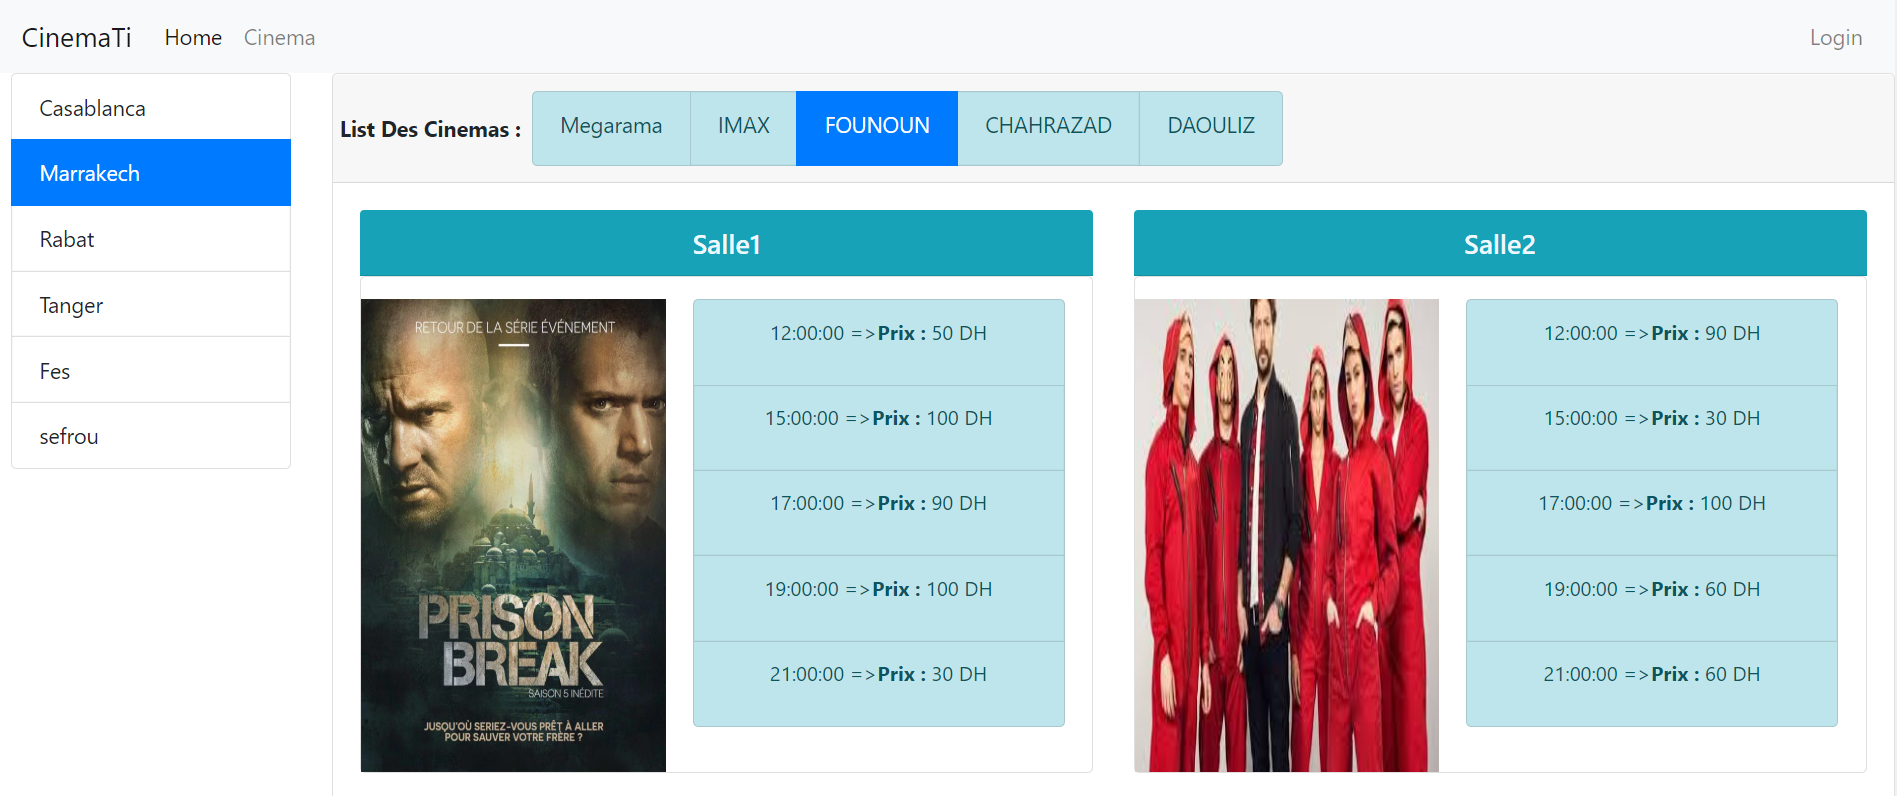 CinemaTi Home Cinema Login
Casablanca
Marrakech
Rabat
Tanger
Fes
sefrou
List Des Cinemas : Megarama IMAX FOUNOUN CHAHRAZAD DAOULIZ
Salle1
RETOUR DE LA SÉRIE ÉVÉNEMENT
PRISON
BREAK
SAISON 5 INÉDITE
JUSQU'OÙ SERIEZ-VOUS PRÊT À ALLER
POUR SAUVER VOTRE FRÈRE ?
12:00:00 =>Prix : 50 DH
15:00:00 =>Prix : 100 DH
17:00:00 =>Prix : 90 DH
19:00:00 =>Prix : 100 DH
21:00:00 =>Prix : 30 DH
Salle2
12:00:00 =>Prix : 90 DH
15:00:00 =>Prix : 30 DH
17:00:00 =>Prix : 100 DH
19:00:00 =>Prix : 60 DH
21:00:00 =>Prix : 60 DH